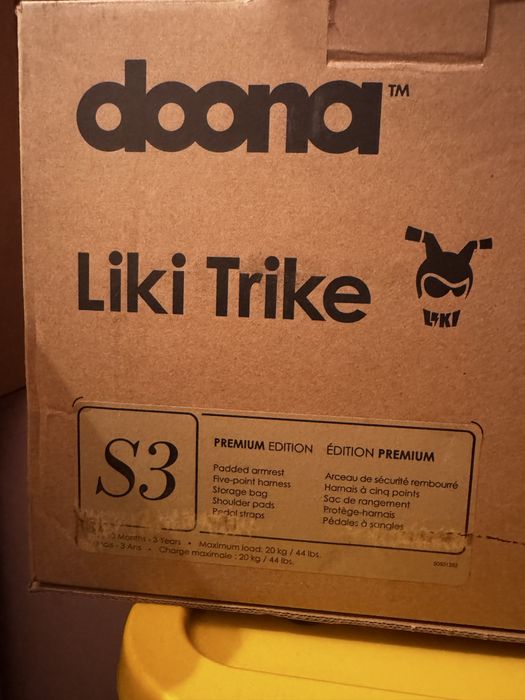 doona™
Liki Trike
LIKI
S3
PREMIUM EDITION
Padded armrest
Five-point harness
Storage bag
Shoulder pads
Pedal straps
ÉDITION PREMIUM
Arceau de sécurité rembourré
Harnais à cinq points
Sac de rangement
Protège-harnais
Pédales à sangles
Months - 3 Years • Maximum load: 20 kg / 44 lbs.
- 3 Ans • Charge maximale : 20 kg / 44 lbs.